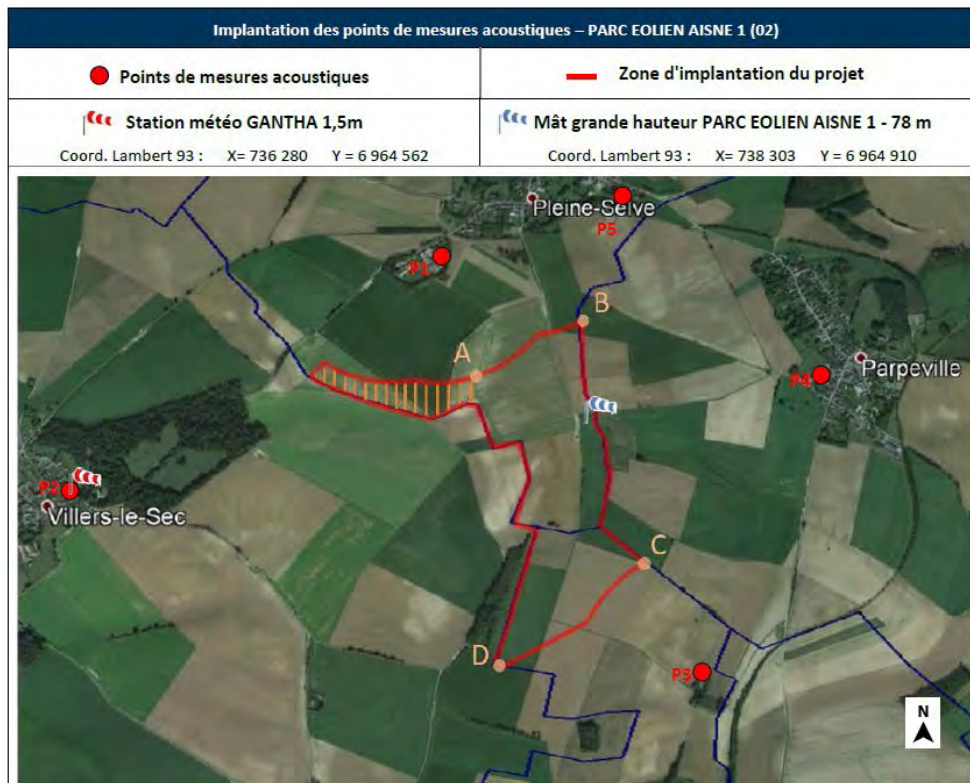 Implantation des points de mesures acoustiques – PARC EOLIEN AISNE 1 (02)
Points de mesures acoustiques
Zone d'implantation du projet
Station météo GANTHA 1,5m
Coord. Lambert 93 : X= 736 280 Y = 6 964 562
Mât grande hauteur PARC EOLIEN AISNE 1 - 78 m
Coord. Lambert 93 : X= 738 303 Y = 6 964 910
Pleine-Selve
P5
P1
B
A
Parpeville
P4
P2
Villers-le-Sec
C
D
P3
N